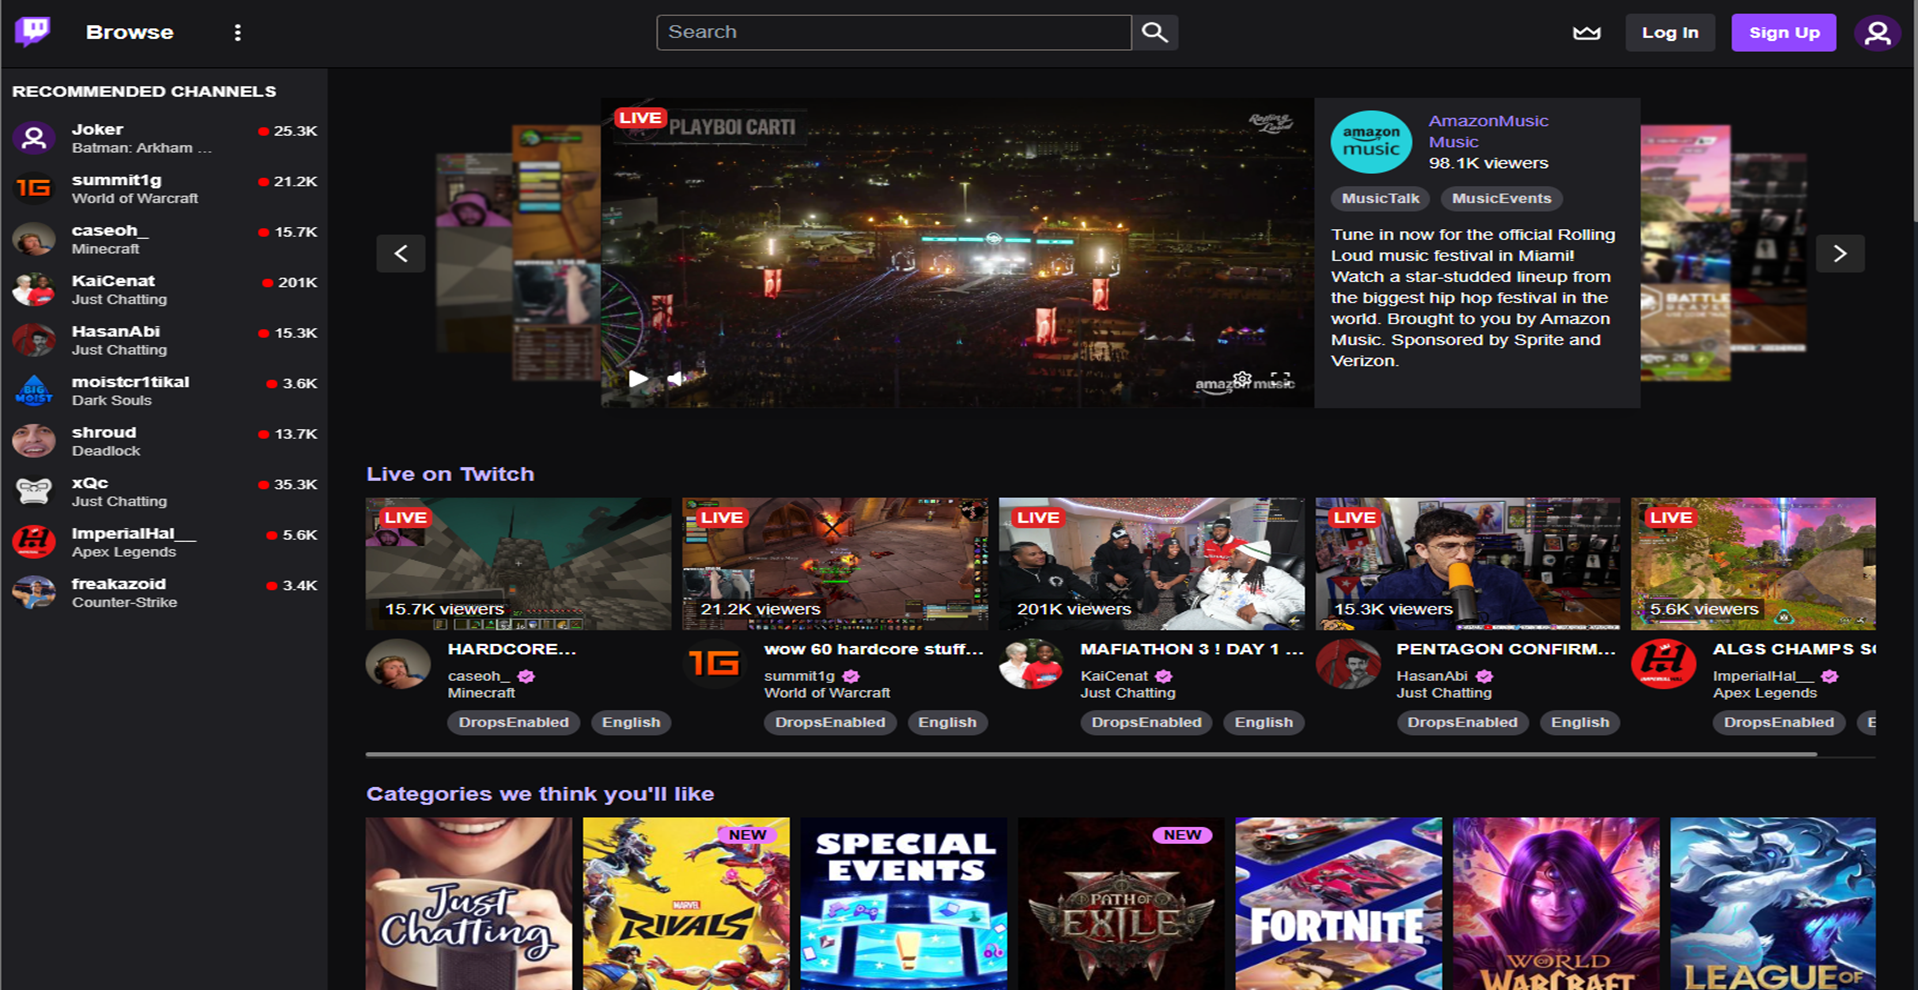 Browse
Search
Log In
Sign Up
RECOMMENDED CHANNELS
Joker
25.3K
Batman: Arkham ...
1G
summit1g
21.2K
World of Warcraft
caseoh_
15.7K
Minecraft
KaiCenat
201K
Just Chatting
HasanAbi
15.3K
Just Chatting
BIG
MOIST
moistcr1tikal
3.6K
Dark Souls
shroud
13.7K
Deadlock
xQc
35.3K
Just Chatting
ImperialHal__
5.6K
Apex Legends
freakazoid
3.4K
Counter-Strike
LIVE
PLAYBOI CARTI
Rolling
Loud
amazon music
amazon
music
AmazonMusic
Music
98.1K viewers
MusicTalk
MusicEvents
Tune in now for the official Rolling
Loud music festival in Miami!
Watch a star-studded lineup from
the biggest hip hop festival in the
world. Brought to you by Amazon
Music. Sponsored by Sprite and
Verizon.
Live on Twitch
LIVE
15.7K viewers
HARDCORE...
caseoh_
Minecraft
DropsEnabled
English
LIVE
21.2K viewers
1G
wow 60 hardcore stuff...
summit1g
World of Warcraft
DropsEnabled
English
LIVE
201K viewers
MAFIATHON 3 ! DAY 1 ...
KaiCenat
Just Chatting
DropsEnabled
English
LIVE
15.3K viewers
PENTAGON CONFIRM...
HasanAbi
Just Chatting
DropsEnabled
English
LIVE
5.6K viewers
ALGS CHAMPS
ImperialHal__
Apex Legends
DropsEnabled
Categories we think you'll like
Just
Chatting
NEW
MARVEL
RIVALS
SPECIAL
EVENTS
NEW
PATH OF
EXILE
FORTNITE
WORLD
OF
WARCRAFT
LEAGUE OF